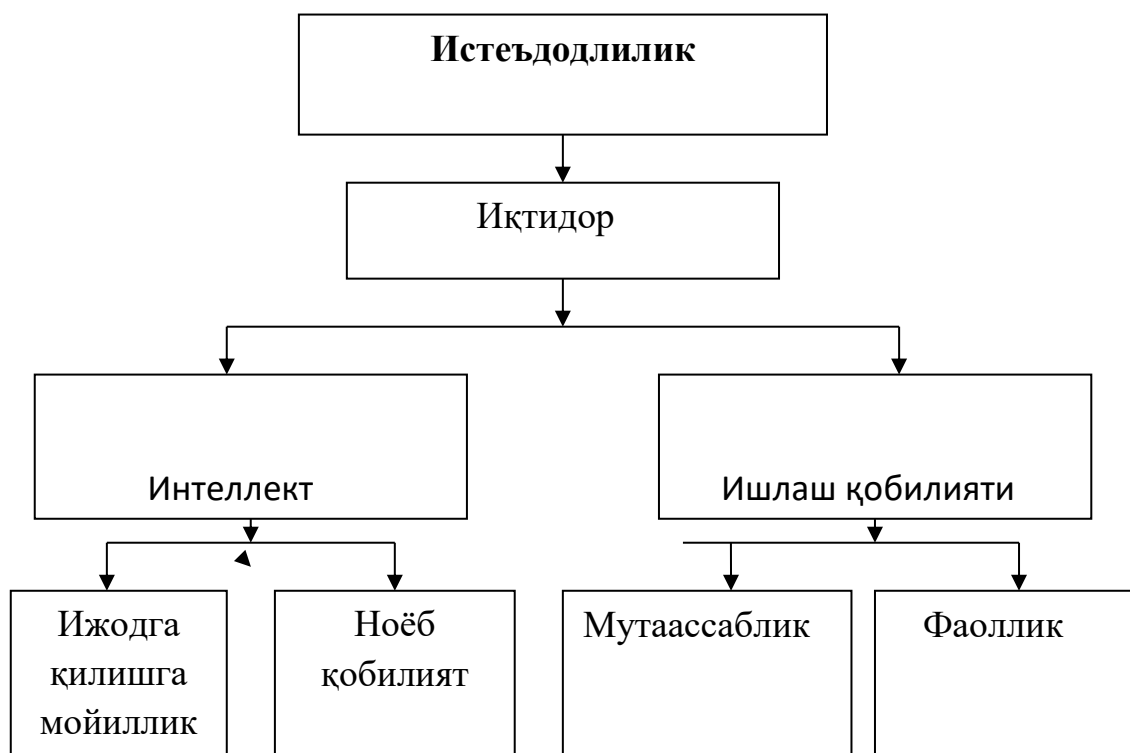 Истеъдодлилик
Иқтидор
Интеллект
Ишлаш қобилияти
Ижодга
қилишга
мойиллик
Ноёб
қобилият
Мутаассаблик
Фаоллик